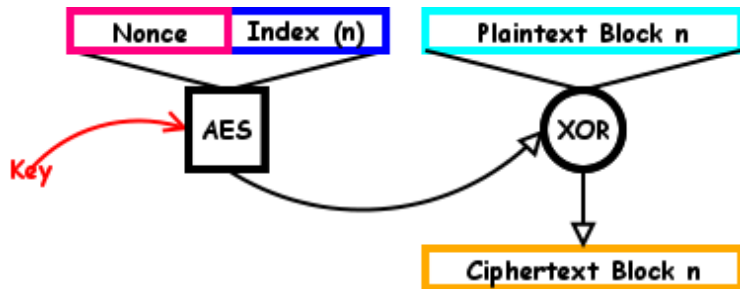 Nonce
Index (n)
Plaintext Block n
AES
XOR
Key
Ciphertext Block n